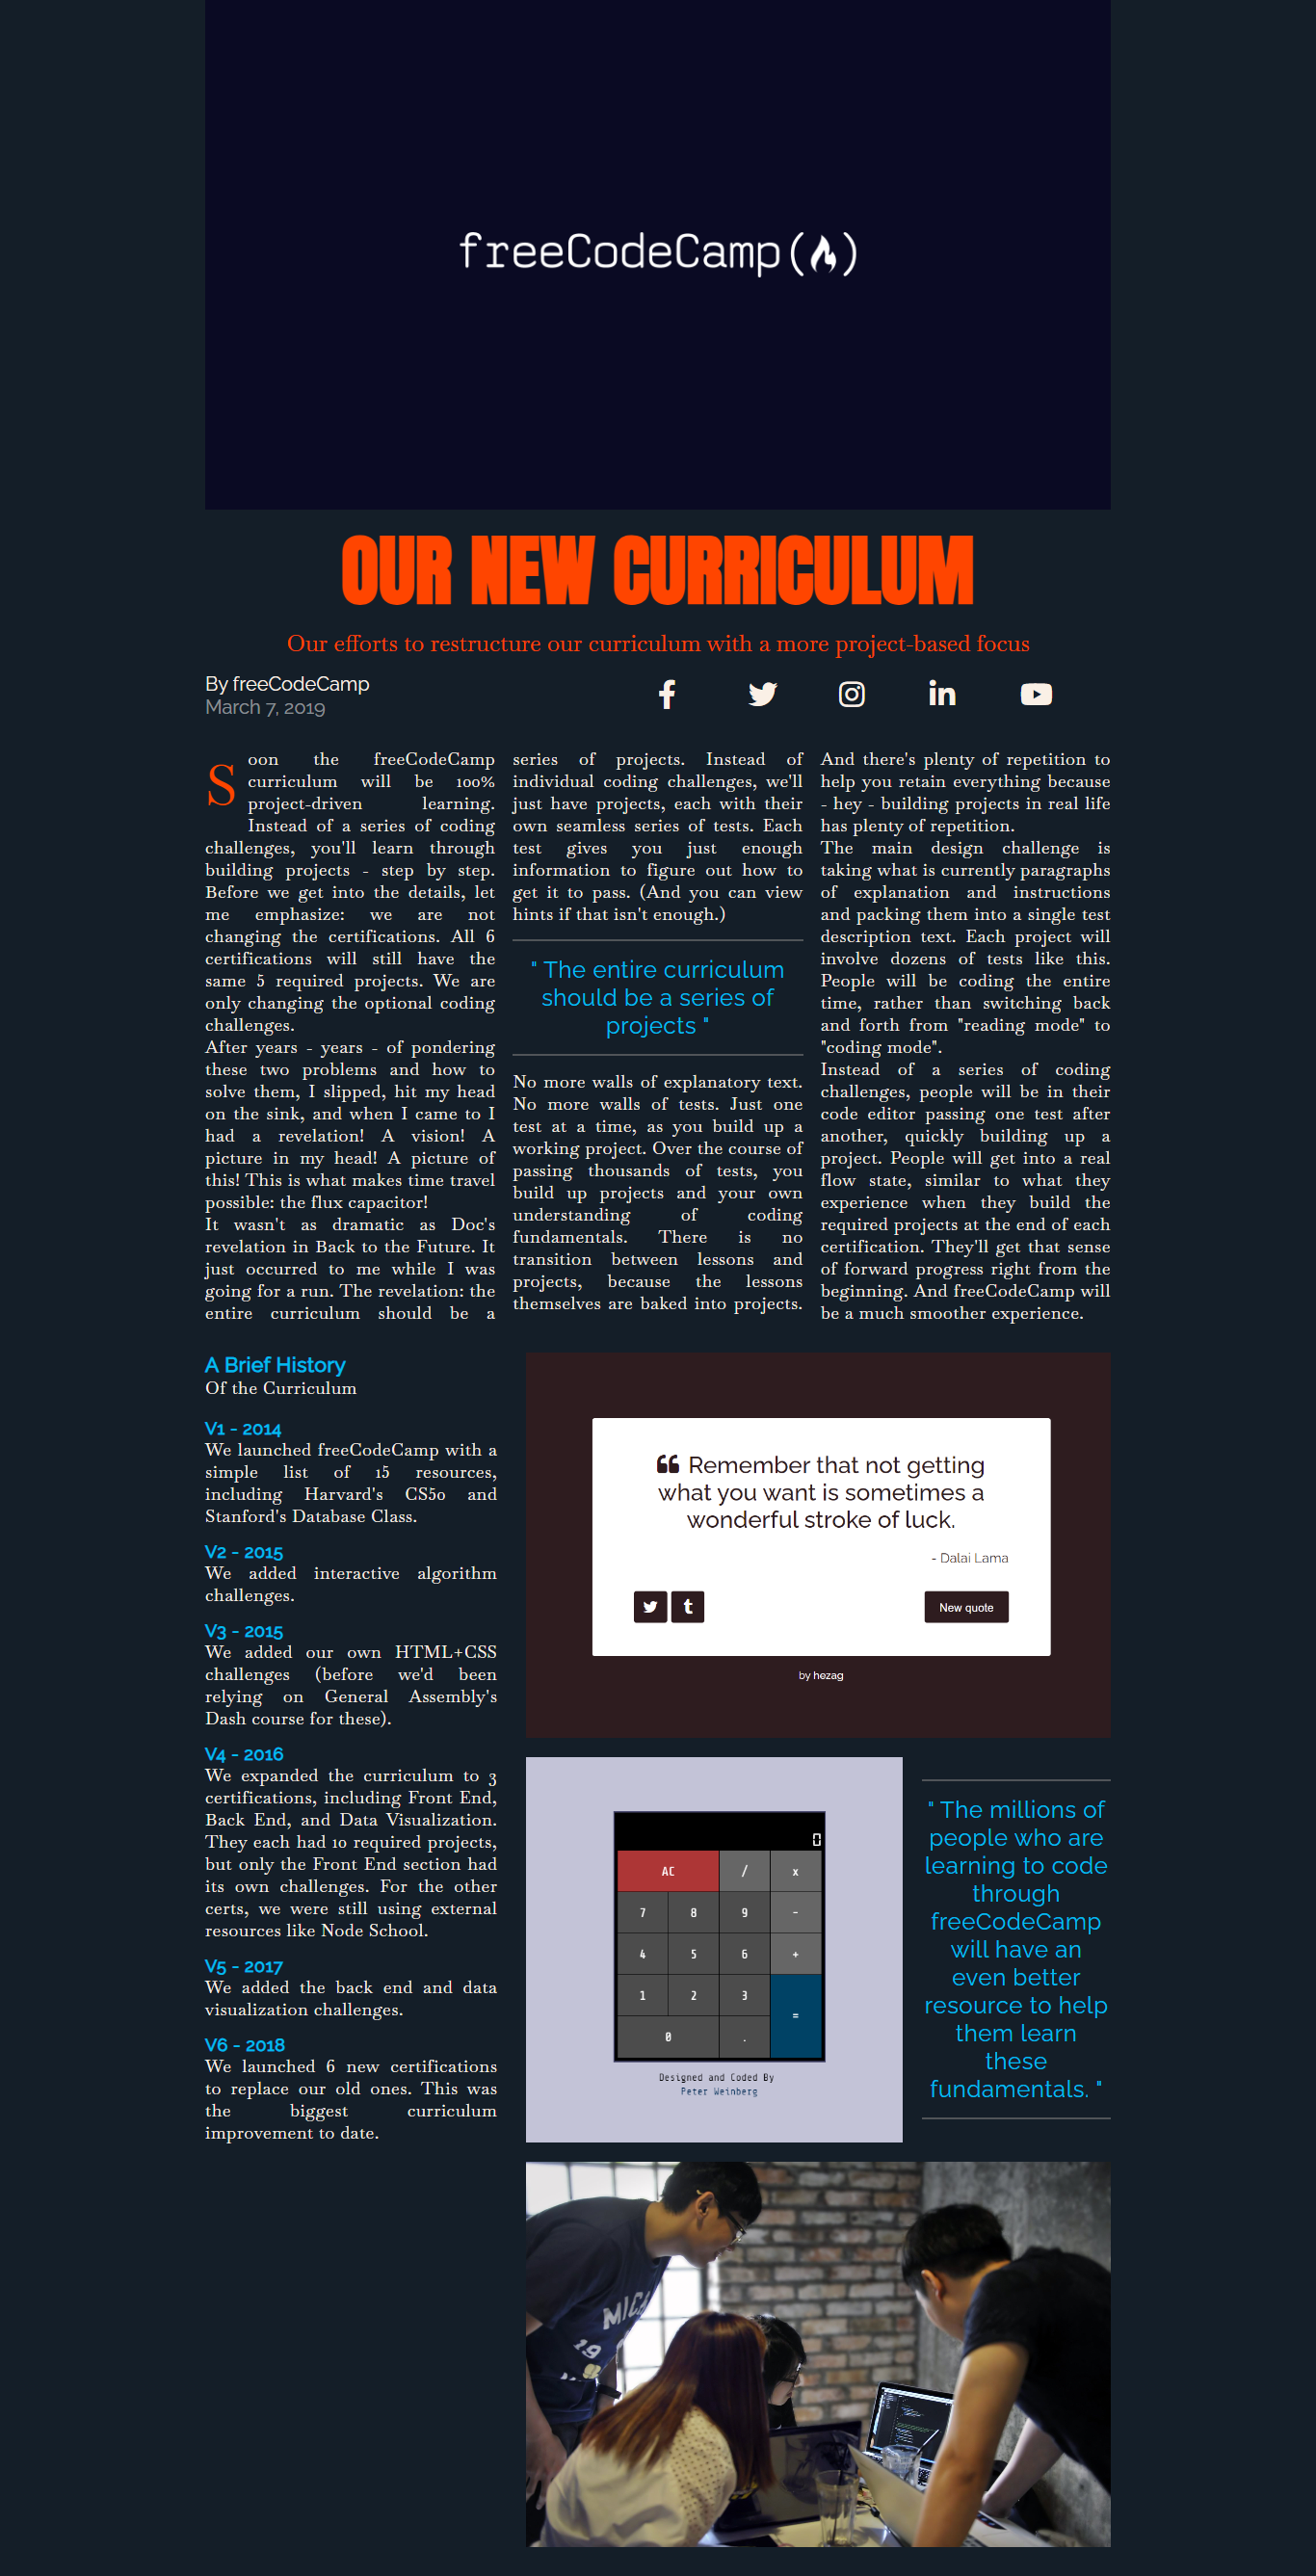 freeCodeCamp(🔥)
OUR NEW CURRICULUM
Our efforts to restructure our curriculum with a more project-based focus
By freeCodeCamp
March 7, 2019
Soon the freeCodeCamp
curriculum will be 100%
project-driven learning.
Instead of a series of coding
challenges, you'll learn through
building projects - step by step.
Before we get into the details, let
me emphasize: we are not
changing the certifications. All 6
certifications will still have the
same 5 required projects. We are
only changing the optional coding
challenges.
After years - years - of pondering
these two problems and how to
solve them, I slipped, hit my head
on the sink, and when I came to I
had a revelation! A vision! A
picture in my head! A picture of
this! This is what makes time travel
possible: the flux capacitor!
It wasn't as dramatic as Doc's
revelation in Back to the Future. It
just occurred to me while I was
going for a run. The revelation: the
entire curriculum should be a
series of projects. Instead of
individual coding challenges, we'll
just have projects, each with their
own seamless series of tests. Each
test gives you just enough
information to figure out how to
get it to pass. (And you can view
hints if that isn't enough.)
" The entire curriculum
should be a series of
projects "
No more walls of explanatory text.
No more walls of tests. Just one
test at a time, as you build up a
working project. Over the course of
passing thousands of tests, you
build up projects and your own
understanding of coding
fundamentals. There is no
transition between lessons and
projects, because the lessons
themselves are baked into projects.
And there's plenty of repetition to
help you retain everything because
- hey - building projects in real life
has plenty of repetition.
The main design challenge is
taking what is currently paragraphs
of explanation and instructions
and packing them into a single test
description text. Each project will
involve dozens of tests like this.
People will be coding the entire
time, rather than switching back
and forth from "reading mode" to
"coding mode".
Instead of a series of coding
challenges, people will be in their
code editor passing one test after
another, quickly building up a
project. People will get into a real
flow state, similar to what they
experience when they build the
required projects at the end of each
certification. They'll get that sense
of forward progress right from the
beginning. And freeCodeCamp will
be a much smoother experience.
A Brief History
Of the Curriculum
V1 - 2014
We launched freeCodeCamp with a
simple list of 15 resources,
including Harvard's CS50 and
Stanford's Database Class.
V2 - 2015
We added interactive algorithm
challenges.
V3 - 2015
We added our own HTML+CSS
challenges (before we'd been
relying on General Assembly's
Dash course for these).
V4 - 2016
We expanded the curriculum to 3
certifications, including Front End,
Back End, and Data Visualization.
They each had 10 required projects,
but only the Front End section had
its own challenges. For the other
certs, we were still using external
resources like Node School.
V5 - 2017
We added the back end and data
visualization challenges.
V6 - 2018
We launched 6 new certifications
to replace our old ones. This was
the biggest curriculum
improvement to date.
“ Remember that not getting
what you want is sometimes a
wonderful stroke of luck.
- Dalai Lama
New quote
by hezag
0
AC / x
7 8 9 -
4 5 6 +
1 2 3 =
0 .
Designed and Coded By
Peter Weinberg
" The millions of
people who are
learning to code
through
freeCodeCamp
will have an
even better
resource to help
them learn
these
fundamentals. "
MICH
19